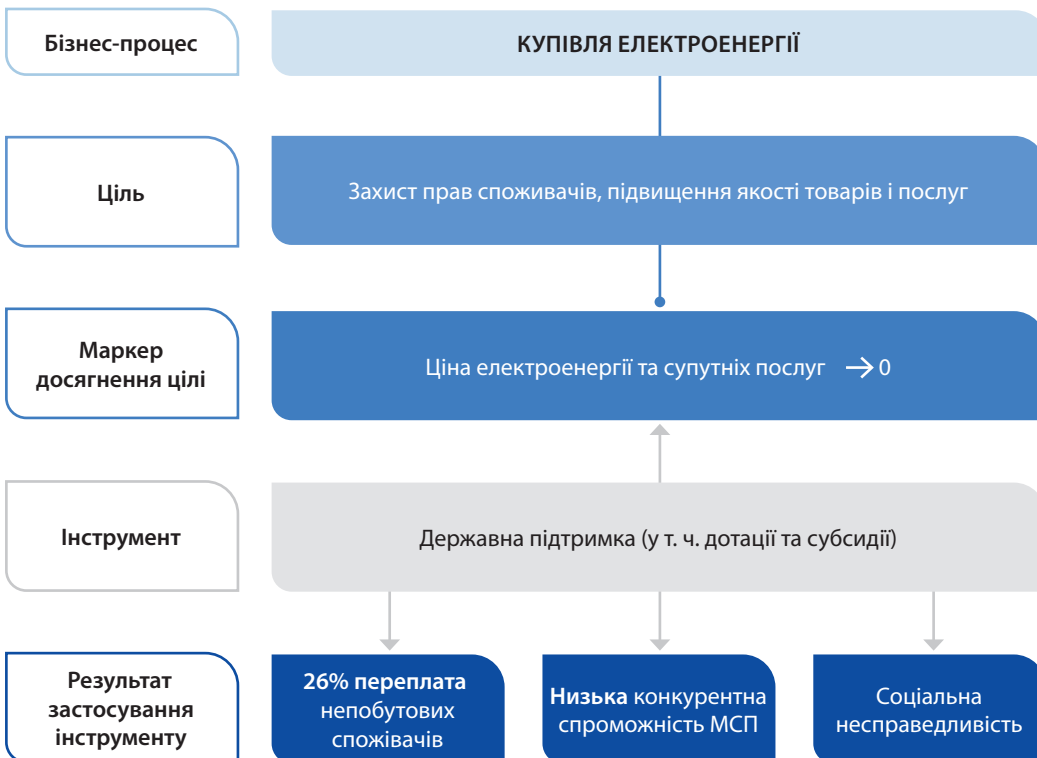 Бізнес-процес
КУПІВЛЯ ЕЛЕКТРОЕНЕРГІЇ
Ціль
Захист прав споживачів, підвищення якості товарів і послуг
Маркер
досягнення цілі
Ціна електроенергії та супутніх послуг → 0
Інструмент
Державна підтримка (у т. ч. дотації та субсидії)
Результат
застосування
інструменту
26% переплата
непобутових
спожівачів
Низька конкурентна
спроможність МСП
Соціальна
несправедливість